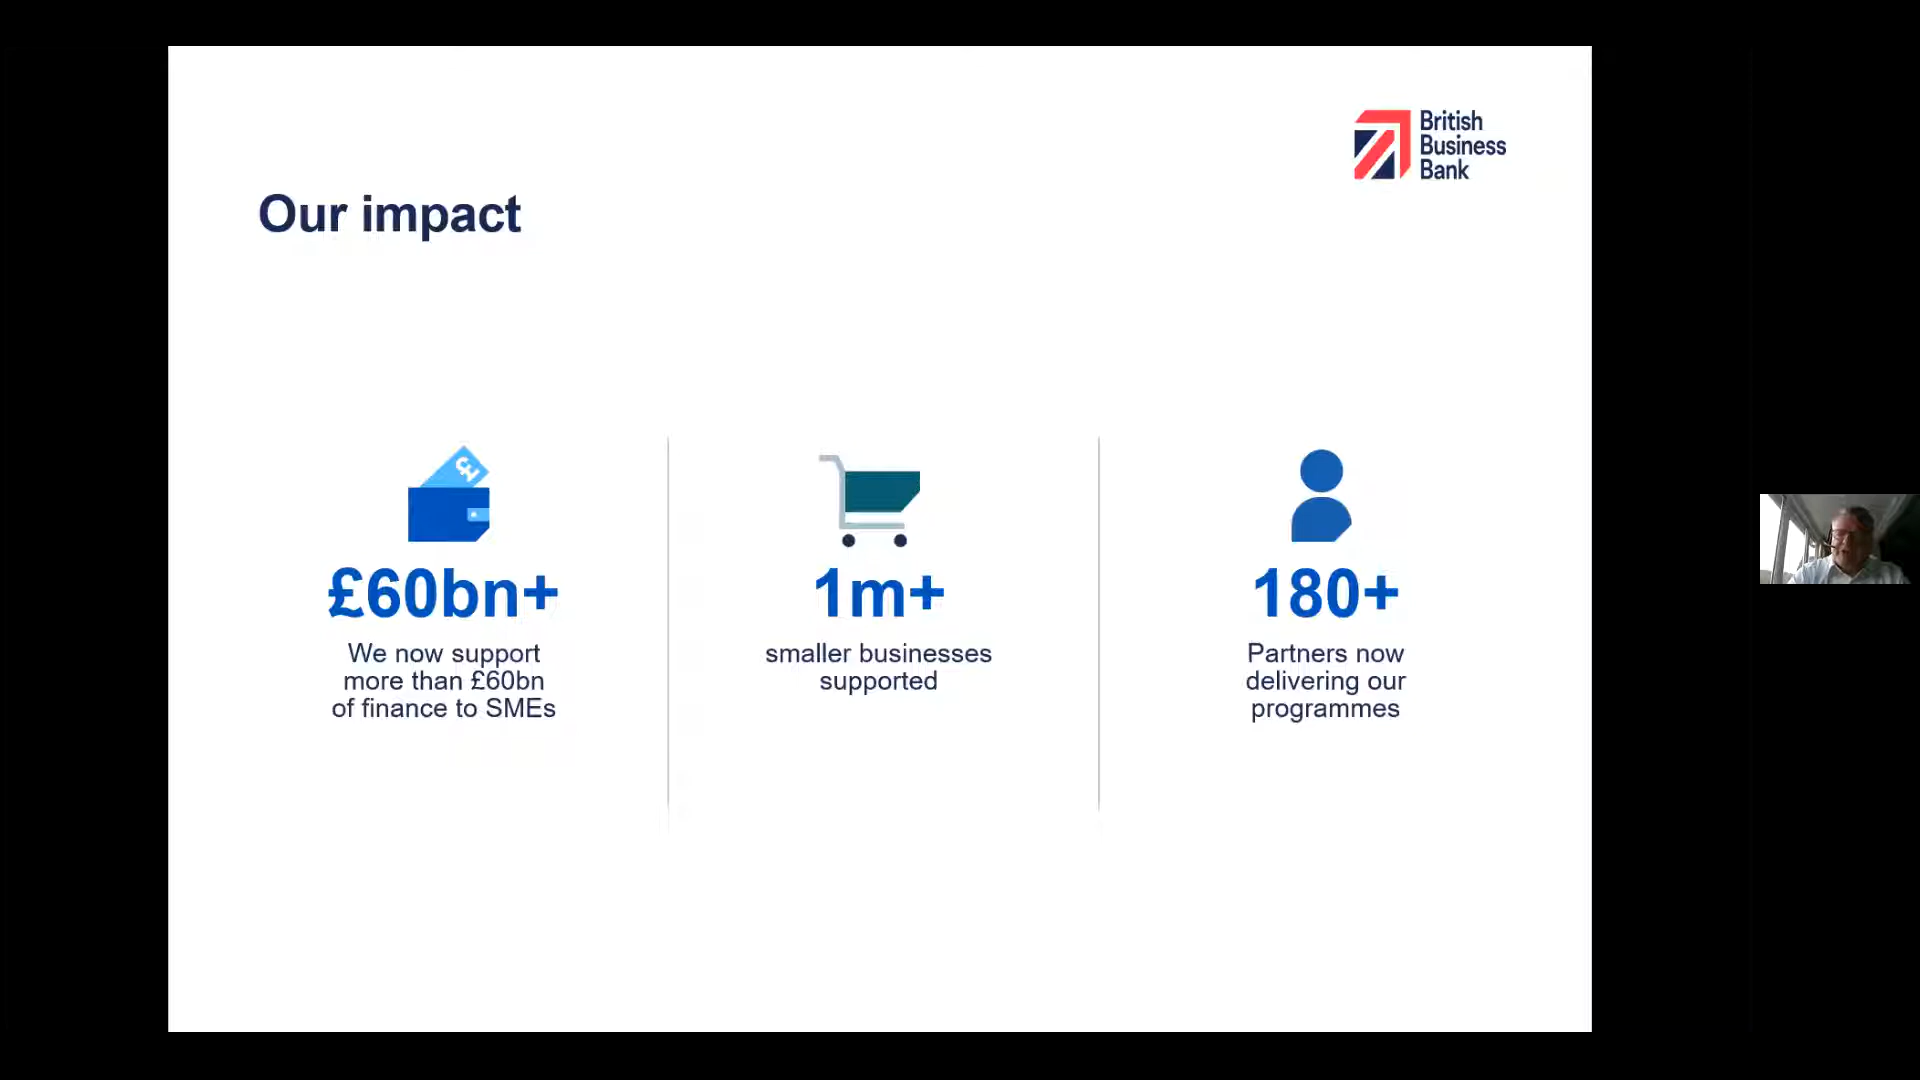 British
Business
Bank
Our impact
£
£60bn+
We now support
more than £60bn
of finance to SMEs
1m+
smaller businesses
supported
180+
Partners now
delivering our
programmes